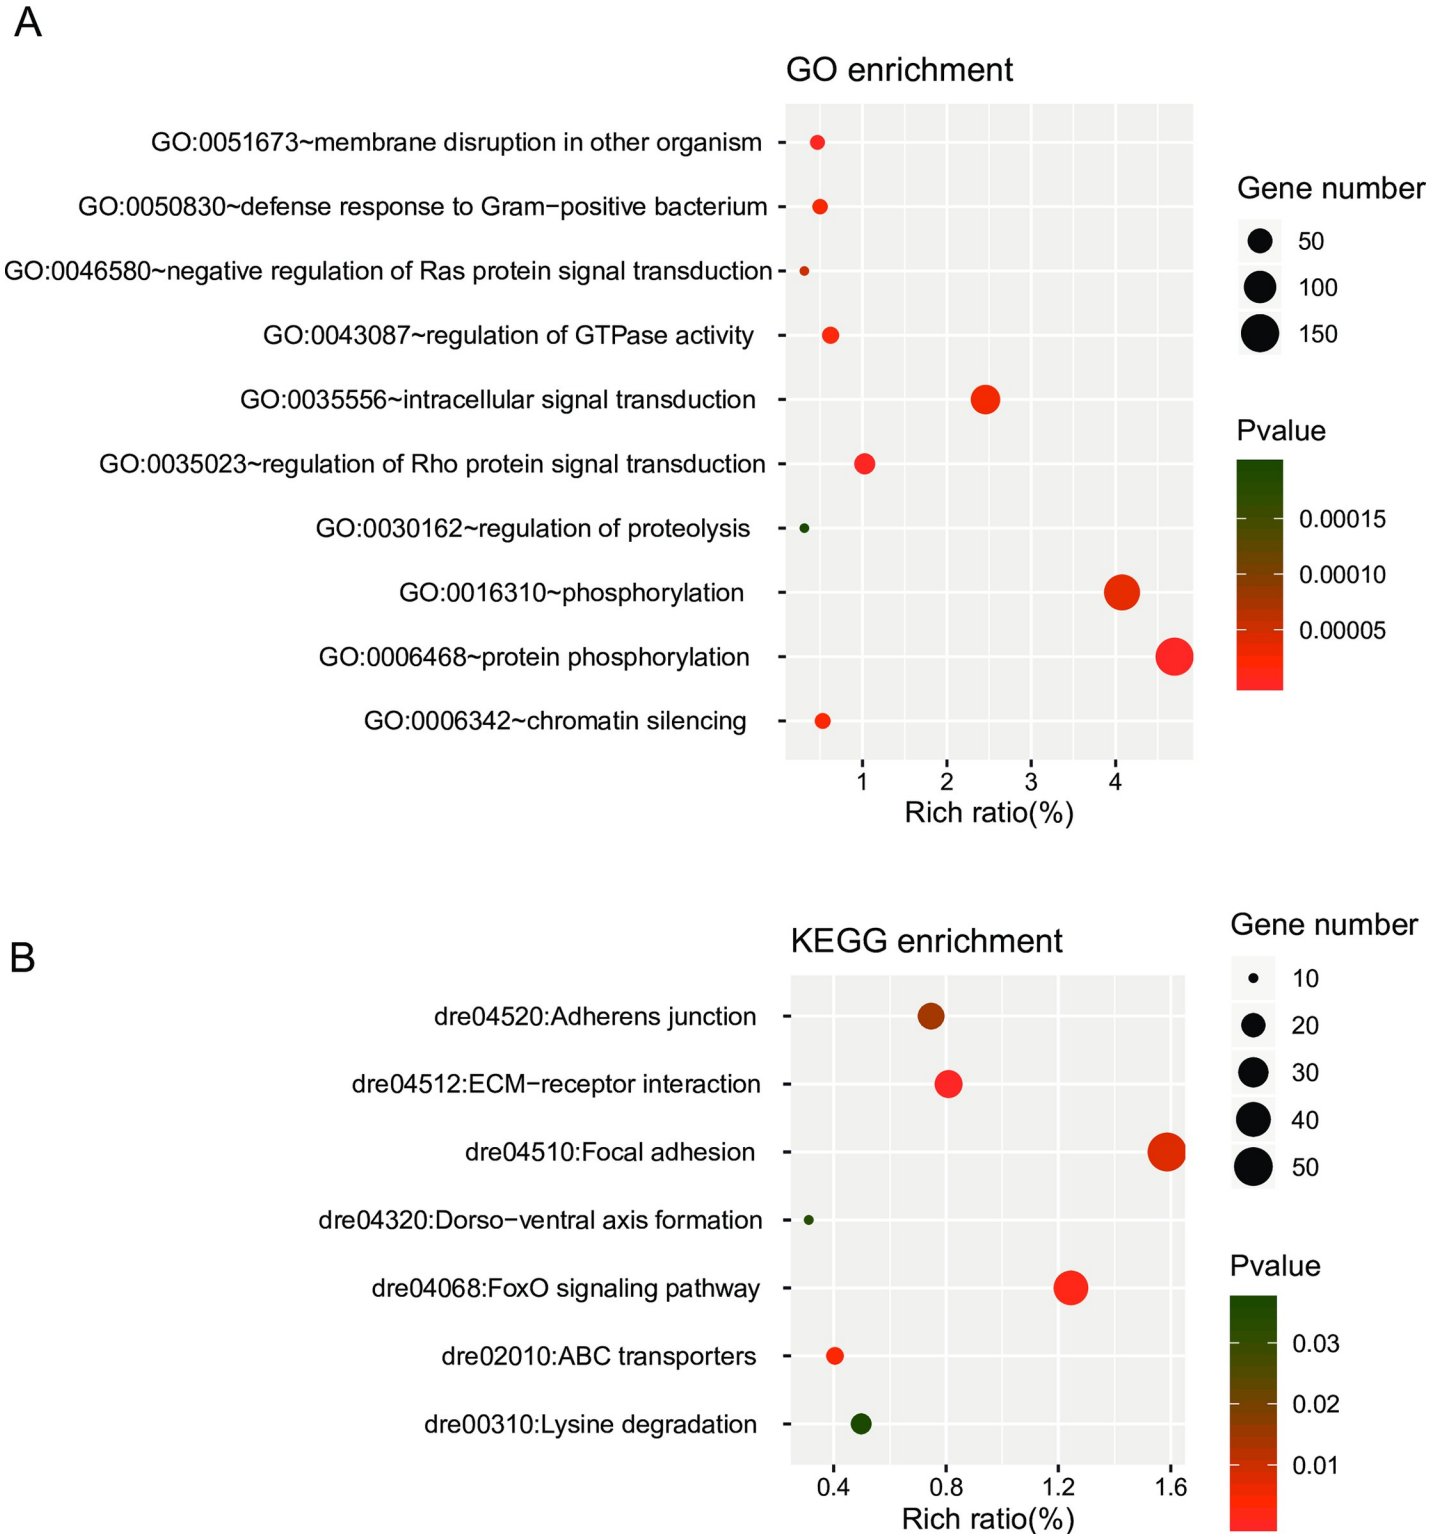 A
GO enrichment
GO:0051673~membrane disruption in other organism
GO:0050830~defense response to Gram−positive bacterium
GO:0046580~negative regulation of Ras protein signal transduction
GO:0043087~regulation of GTPase activity
GO:0035556~intracellular signal transduction
GO:0035023~regulation of Rho protein signal transduction
GO:0030162~regulation of proteolysis
GO:0016310~phosphorylation
GO:0006468~protein phosphorylation
GO:0006342~chromatin silencing
1 2 3 4
Rich ratio(%)
Gene number
50
100
150
Pvalue
0.00015
0.00010
0.00005
B
KEGG enrichment
dre04520:Adherens junction
dre04512:ECM−receptor interaction
dre04510:Focal adhesion
dre04320:Dorso−ventral axis formation
dre04068:FoxO signaling pathway
dre02010:ABC transporters
dre00310:Lysine degradation
0.4 0.8 1.2 1.6
Rich ratio(%)
Gene number
10
20
30
40
50
Pvalue
0.03
0.02
0.01